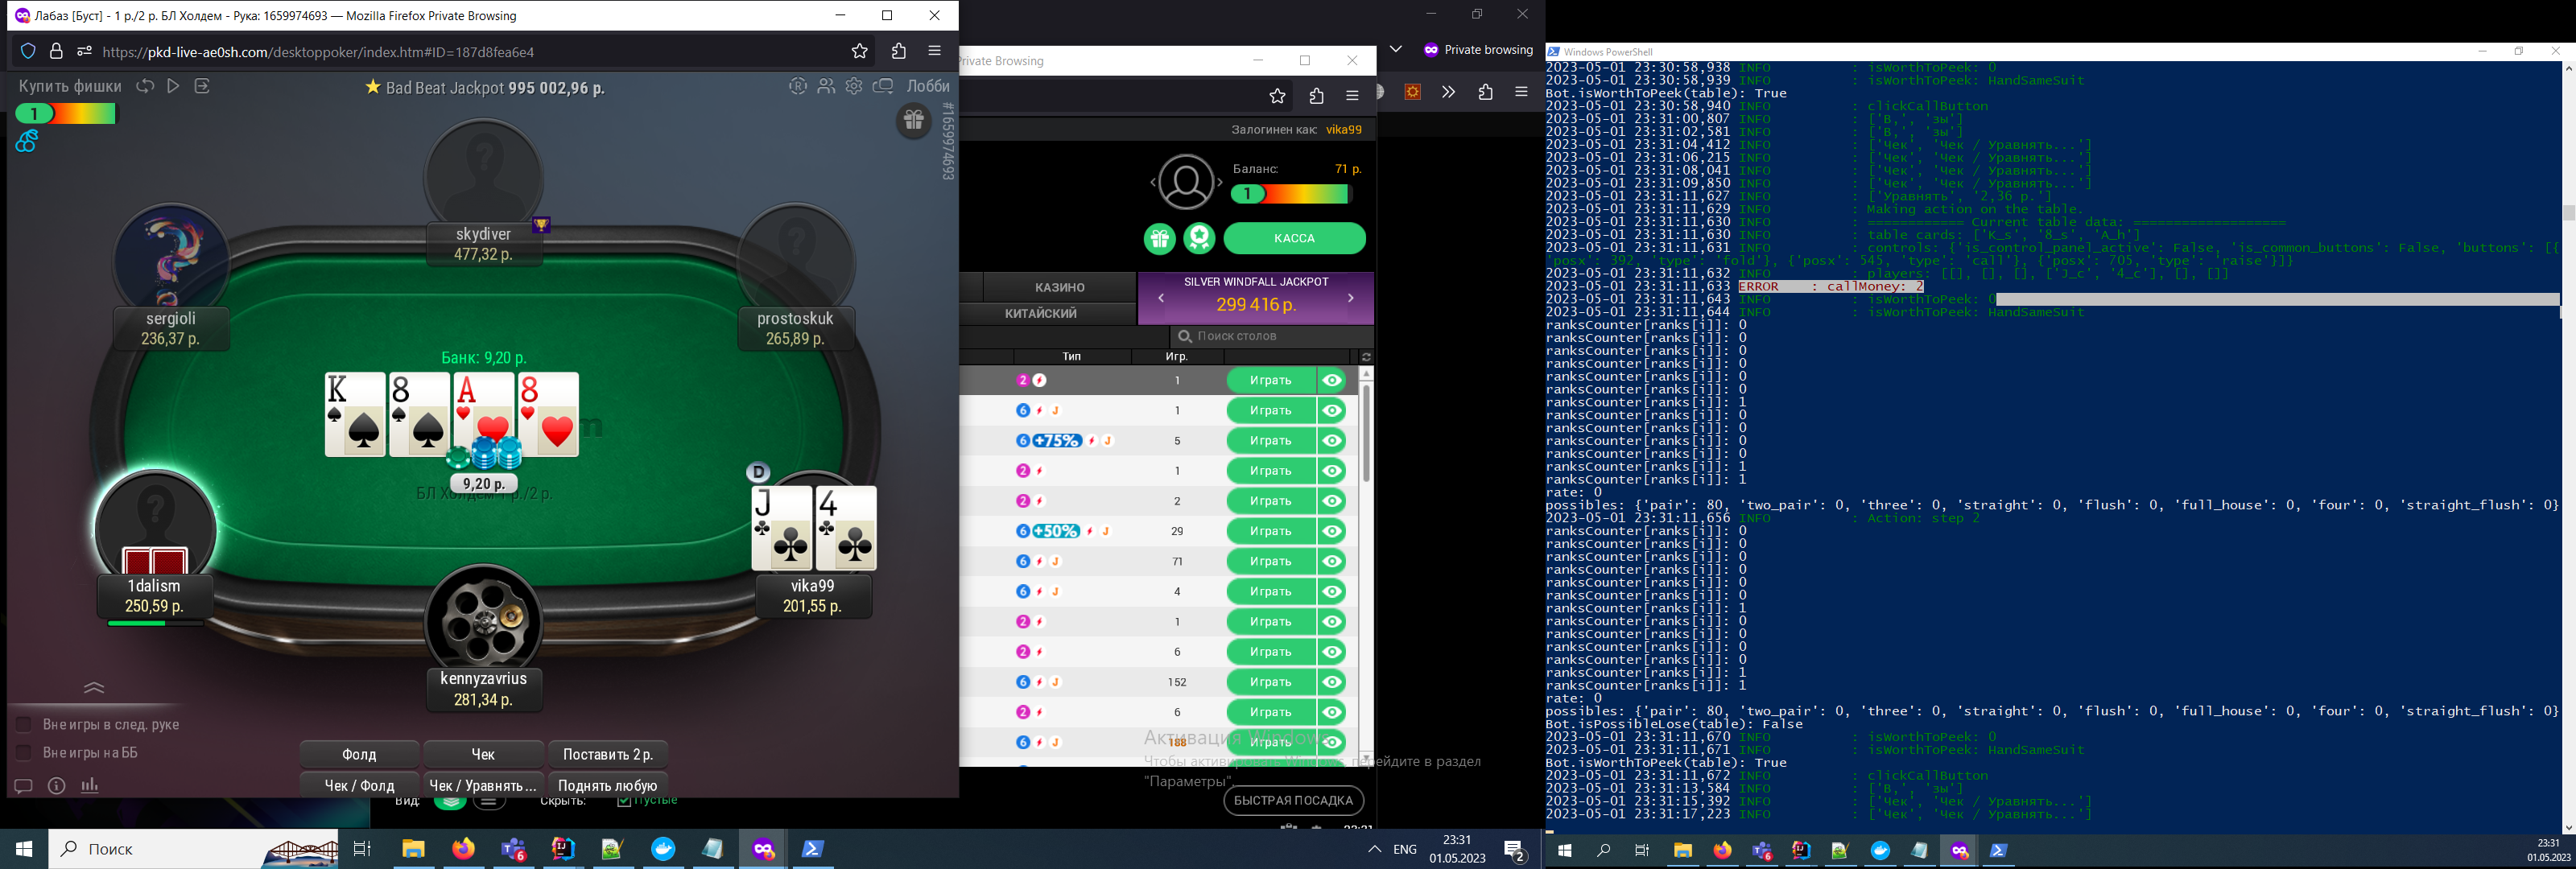 Лабаз [Буст] - 1 р./2 р. БЛ Холдем - Рука: 1659974693 — Mozilla Firefox Private Browsing
https://pkd-live-ae0sh.com/desktoppoker/index.htm#ID=187d8fea6e4
Купить фишки
Bad Beat Jackpot 995 002,96 р.
Лобби
1
#1659974693
skydiver
477,32 р.
sergioli
236,37 р.
prostoskuk
265,89 р.
Банк: 9,20 р.
K
8
A
8
9,20 р.
БЛ Холдем 1 р./2 р.
D
J
4
1dalism
250,59 р.
vika99
201,55 р.
kennyzavrius
281,34 р.
Вне игры в след. руке
Вне игры на ББ
Фолд
Чек
Поставить 2 р.
Чек / Фолд
Чек / Уравнять...
Поднять любую
Private Browsing
Private browsing
Залогинен как: vika99
Баланс: 71 р.
1
КАССА
КАЗИНО
КИТАЙСКИЙ
SILVER WINDFALL JACKPOT
299 416 р.
Поиск столов
Тип Игр.
2 1 Играть
6 J 1 Играть
6 +75% J 5 Играть
2 1 Играть
2 2 Играть
6 +50% J 29 Играть
6 J 71 Играть
6 J 4 Играть
2 1 Играть
2 6 Играть
6 J 152 Играть
2 6 Играть
6 J 188 Играть
Активация Windows
Чтобы активировать Windows, перейдите в раздел
"Параметры".
Вид:
Скрыть:
Пустые
БЫСТРАЯ ПОСАДКА
Поиск
6
ENG
23:31
01.05.2023
2
Windows PowerShell
2023-05-01 23:30:58,938 INFO : isWorthToPeek: 0
2023-05-01 23:30:58,939 INFO : isWorthToPeek: HandSameSuit
Bot.isWorthToPeek(table): True
2023-05-01 23:30:58,940 INFO : clickCallButton
2023-05-01 23:31:00,807 INFO : ['В,', 'зы']
2023-05-01 23:31:02,581 INFO : ['В,', 'зы']
2023-05-01 23:31:04,412 INFO : ['Чек', 'Чек / Уравнять...']
2023-05-01 23:31:06,215 INFO : ['Чек', 'Чек / Уравнять...']
2023-05-01 23:31:08,041 INFO : ['Чек', 'Чек / Уравнять...']
2023-05-01 23:31:09,850 INFO : ['Чек', 'Чек / Уравнять...']
2023-05-01 23:31:11,627 INFO : ['Уравнять', '2,36 р.']
2023-05-01 23:31:11,629 INFO : Making action on the table.
2023-05-01 23:31:11,630 INFO : ============ Current table data: ===================
2023-05-01 23:31:11,630 INFO : table cards: ['K_s', '8_s', 'A_h']
2023-05-01 23:31:11,631 INFO : controls: {'is_control_panel_active': False, 'is_common_buttons': False, 'buttons': [{
'posx': 392, 'type': 'fold'}, {'posx': 545, 'type': 'call'}, {'posx': 705, 'type': 'raise'}]}
2023-05-01 23:31:11,632 INFO : players: [[], [], [], ['J_c', '4_c'], [], []]
2023-05-01 23:31:11,633 ERROR : callMoney: 2
2023-05-01 23:31:11,643 INFO : isWorthToPeek: 0
2023-05-01 23:31:11,644 INFO : isWorthToPeek: HandSameSuit
ranksCounter[ranks[i]]: 0
ranksCounter[ranks[i]]: 0
ranksCounter[ranks[i]]: 0
ranksCounter[ranks[i]]: 0
ranksCounter[ranks[i]]: 0
ranksCounter[ranks[i]]: 0
ranksCounter[ranks[i]]: 1
ranksCounter[ranks[i]]: 0
ranksCounter[ranks[i]]: 0
ranksCounter[ranks[i]]: 0
ranksCounter[ranks[i]]: 0
ranksCounter[ranks[i]]: 1
ranksCounter[ranks[i]]: 1
rate: 0
possibles: {'pair': 80, 'two_pair': 0, 'three': 0, 'straight': 0, 'flush': 0, 'full_house': 0, 'four': 0, 'straight_flush': 0}
2023-05-01 23:31:11,656 INFO : Action: step 2
ranksCounter[ranks[i]]: 0
ranksCounter[ranks[i]]: 0
ranksCounter[ranks[i]]: 0
ranksCounter[ranks[i]]: 0
ranksCounter[ranks[i]]: 0
ranksCounter[ranks[i]]: 0
ranksCounter[ranks[i]]: 1
ranksCounter[ranks[i]]: 0
ranksCounter[ranks[i]]: 0
ranksCounter[ranks[i]]: 0
ranksCounter[ranks[i]]: 0
ranksCounter[ranks[i]]: 1
ranksCounter[ranks[i]]: 1
rate: 0
possibles: {'pair': 80, 'two_pair': 0, 'three': 0, 'straight': 0, 'flush': 0, 'full_house': 0, 'four': 0, 'straight_flush': 0}
Bot.isPossibleLose(table): False
2023-05-01 23:31:11,670 INFO : isWorthToPeek: 0
2023-05-01 23:31:11,671 INFO : isWorthToPeek: HandSameSuit
Bot.isWorthToPeek(table): True
2023-05-01 23:31:11,672 INFO : clickCallButton
2023-05-01 23:31:13,584 INFO : ['В,', 'зы']
2023-05-01 23:31:15,392 INFO : ['Чек', 'Чек / Уравнять...']
2023-05-01 23:31:17,223 INFO : ['Чек', 'Чек / Уравнять...']
6
23:31
01.05.2023